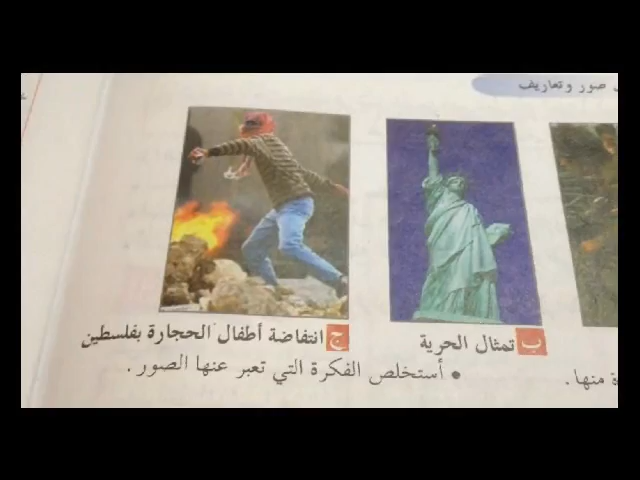 صور وتعاريف
ب تمثال الحرية
ج انتفاضة أطفال الحجارة بفلسطين
منها.
• أستخلص الفكرة التي تعبر عنها الصور.